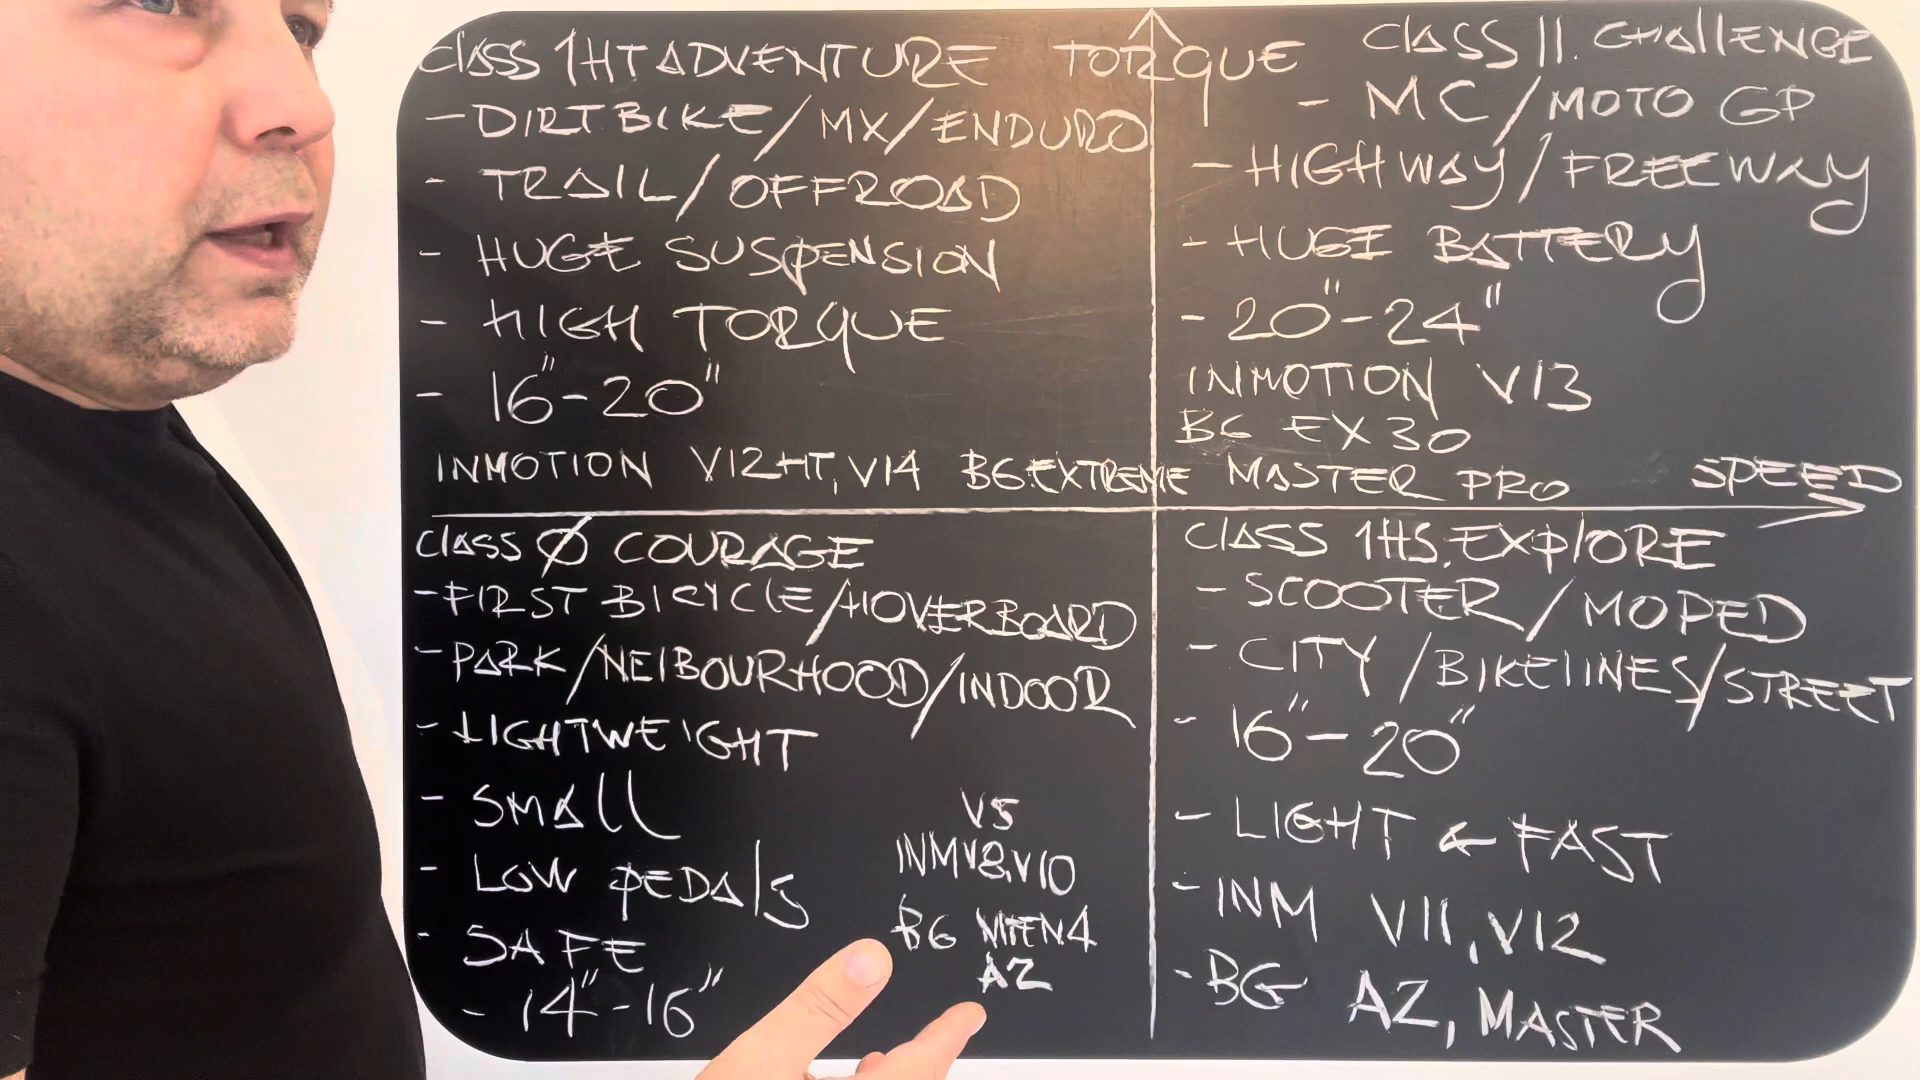 CLASS 1HT ADVENTURE
- DIRTBIKE/MX/ENDURO
- TRAIL/OFFROAD
- HUGE SUSPENSION
- HIGH TORQUE
- 16"-20"
INMOTION V12HT, V14 BG.EXTREME
TORQUE
CLASS II. CHALLENGE
- MC/MOTO GP
- HIGHWAY/FREEWAY
- HUGE BATTERY
- 20"-24"
INMOTION V13
BG EX30
MASTER PRO
SPEED
CLASS Ø COURAGE
- FIRST BICYCLE/HOVERBOARD
- PARK/NEIBOURHOOD/INDOOR
- LIGHTWEIGHT
- SMALL
- LOW PEDALS
- SAFE
- 14"-16"
V5
INM V8, V10
BG MTEN4
A2
CLASS 1HS. EXPLORE
- SCOOTER/MOPED
- CITY/BIKELINES/STREET
- 16"-20"
- LIGHT & FAST
- INM V11, V12
- BG A2, MASTER